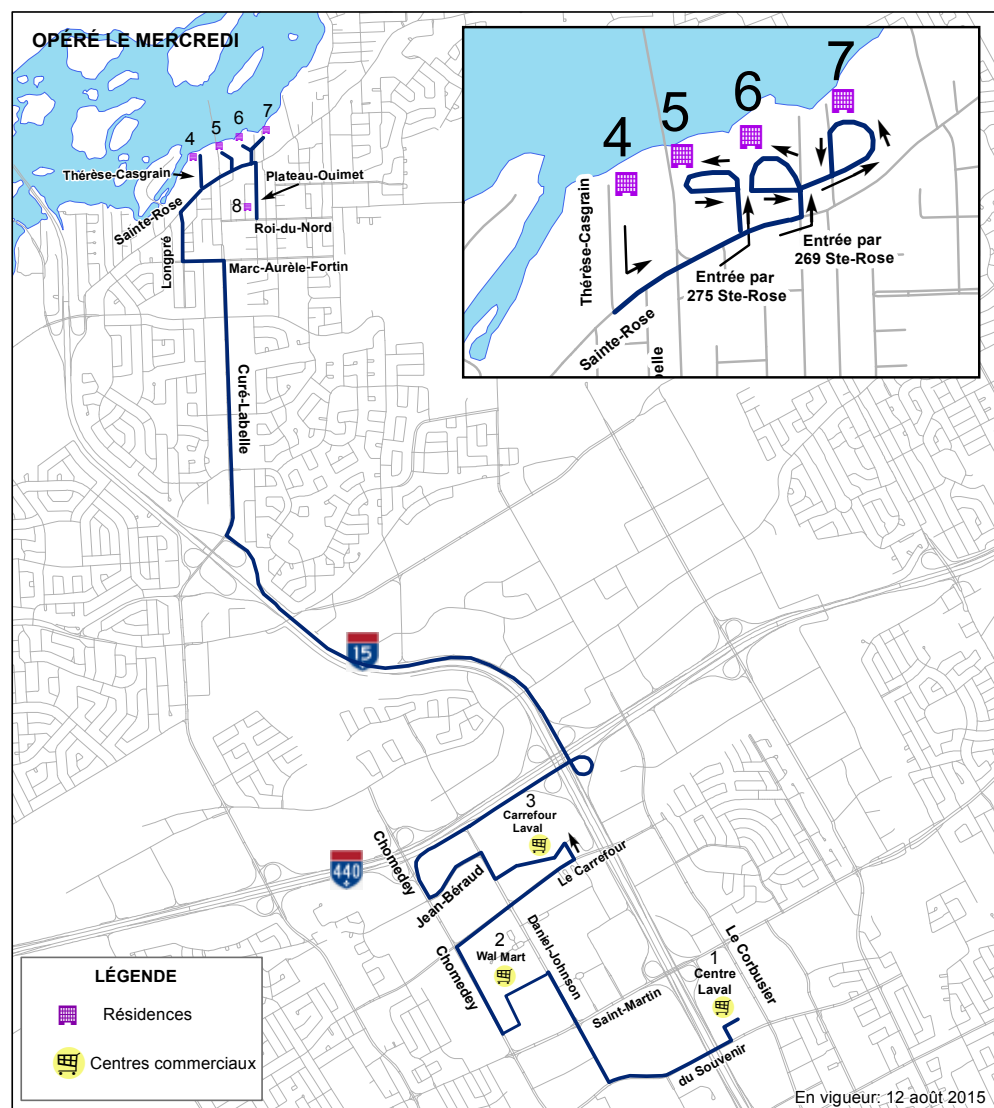 OPÉRÉ LE MERCREDI
4
5
6
7
Thérèse-Casgrain
Plateau-Ouimet
8
Sainte-Rose
Roi-du-Nord
Longpré
Marc-Aurèle-Fortin
Curé-Labelle
4
5
6
7
Thérèse-Casgrain
Entrée par
269 Ste-Rose
Entrée par
275 Ste-Rose
Sainte-Rose
belle
15
3
Carrefour
Laval
440
Chomedey
Jean-Béraud
Le Carrefour
Chomedey
2
Wal Mart
Daniel-Johnson
Saint-Martin
1
Centre
Laval
Le Corbusier
du Souvenir
LÉGENDE
Résidences
Centres commerciaux
En vigueur: 12 août 2015